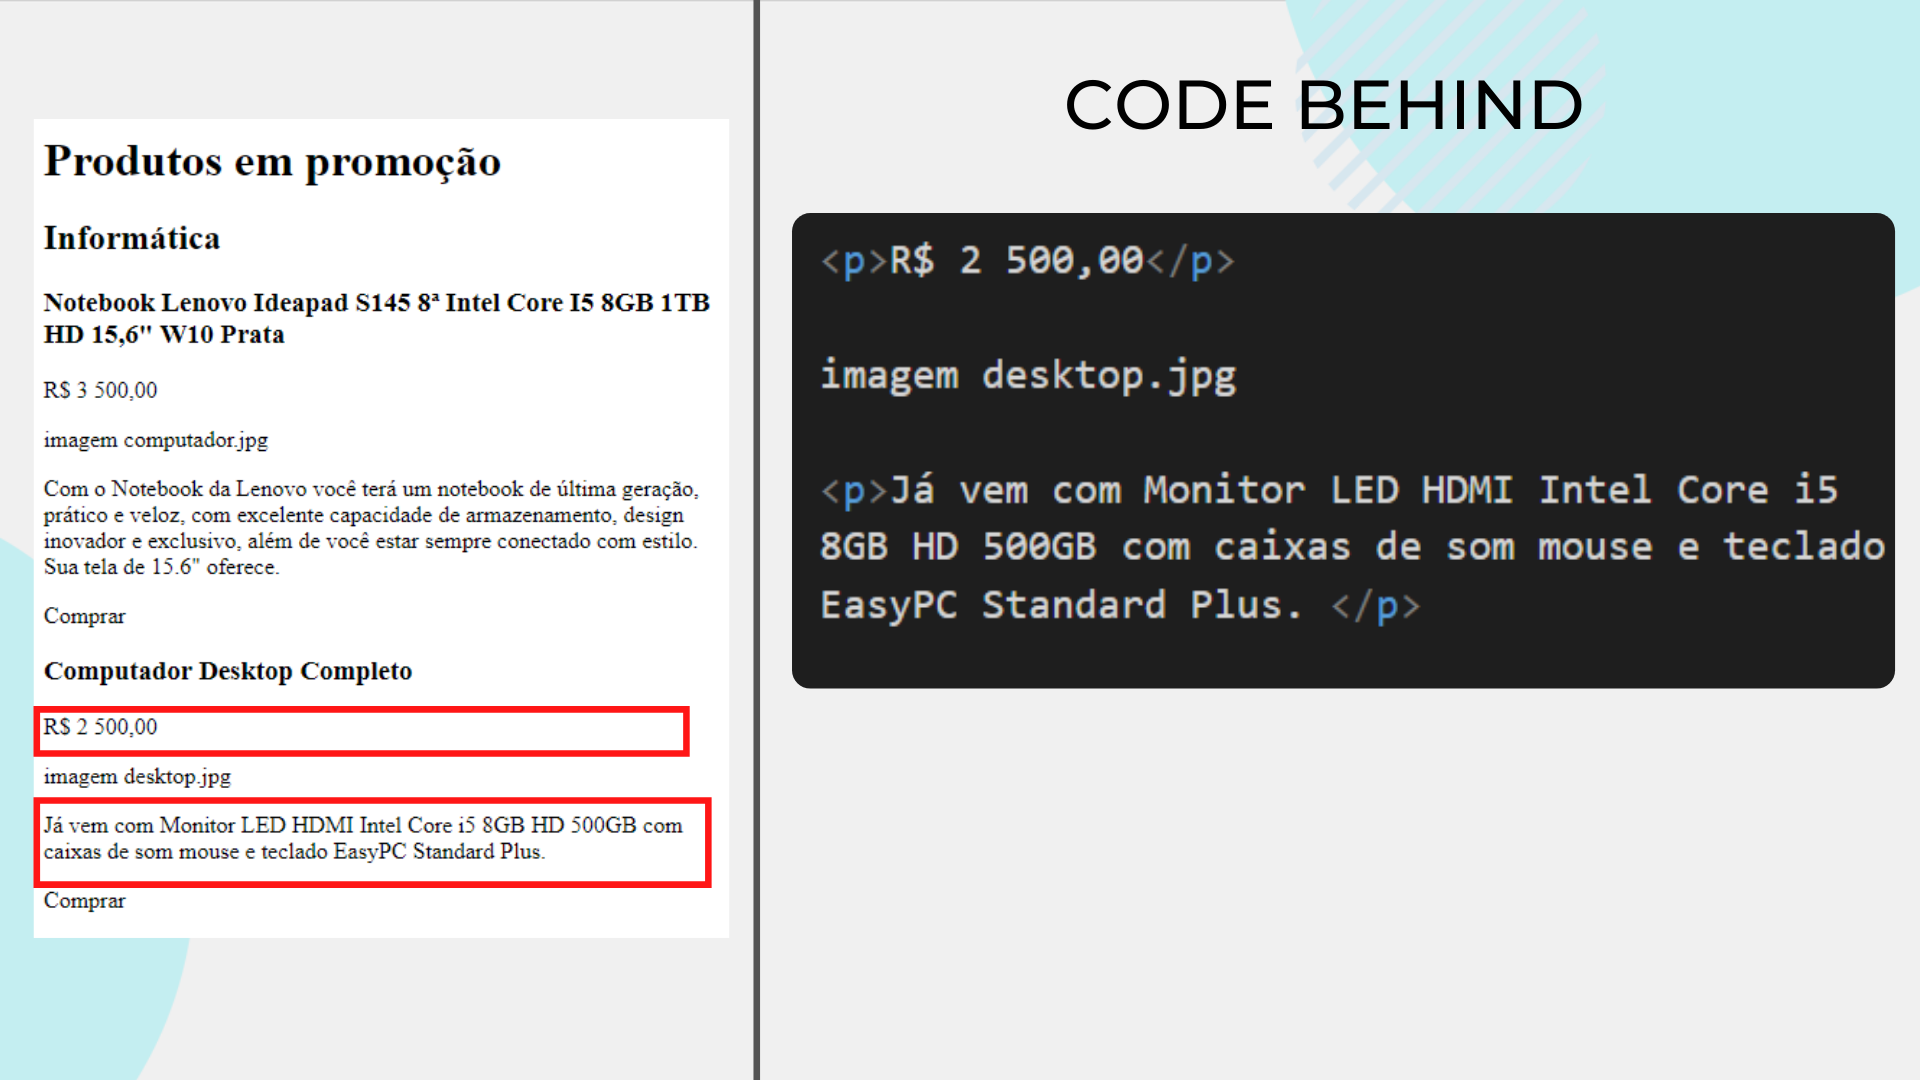 Produtos em promoção
Informática
Notebook Lenovo Ideapad S145 8ª Intel Core I5 8GB 1TB
HD 15,6" W10 Prata
R$ 3 500,00
imagem computador.jpg
Com o Notebook da Lenovo você terá um notebook de última geração,
prático e veloz, com excelente capacidade de armazenamento, design
inovador e exclusivo, além de você estar sempre conectado com estilo.
Sua tela de 15.6" oferece.
Comprar
Computador Desktop Completo
R$ 2 500,00
imagem desktop.jpg
Já vem com Monitor LED HDMI Intel Core i5 8GB HD 500GB com
caixas de som mouse e teclado EasyPC Standard Plus.
Comprar
CODE BEHIND
<p>R$ 2 500,00</p>
imagem desktop.jpg
<p>Já vem com Monitor LED HDMI Intel Core i5
8GB HD 500GB com caixas de som mouse e teclado
EasyPC Standard Plus. </p>